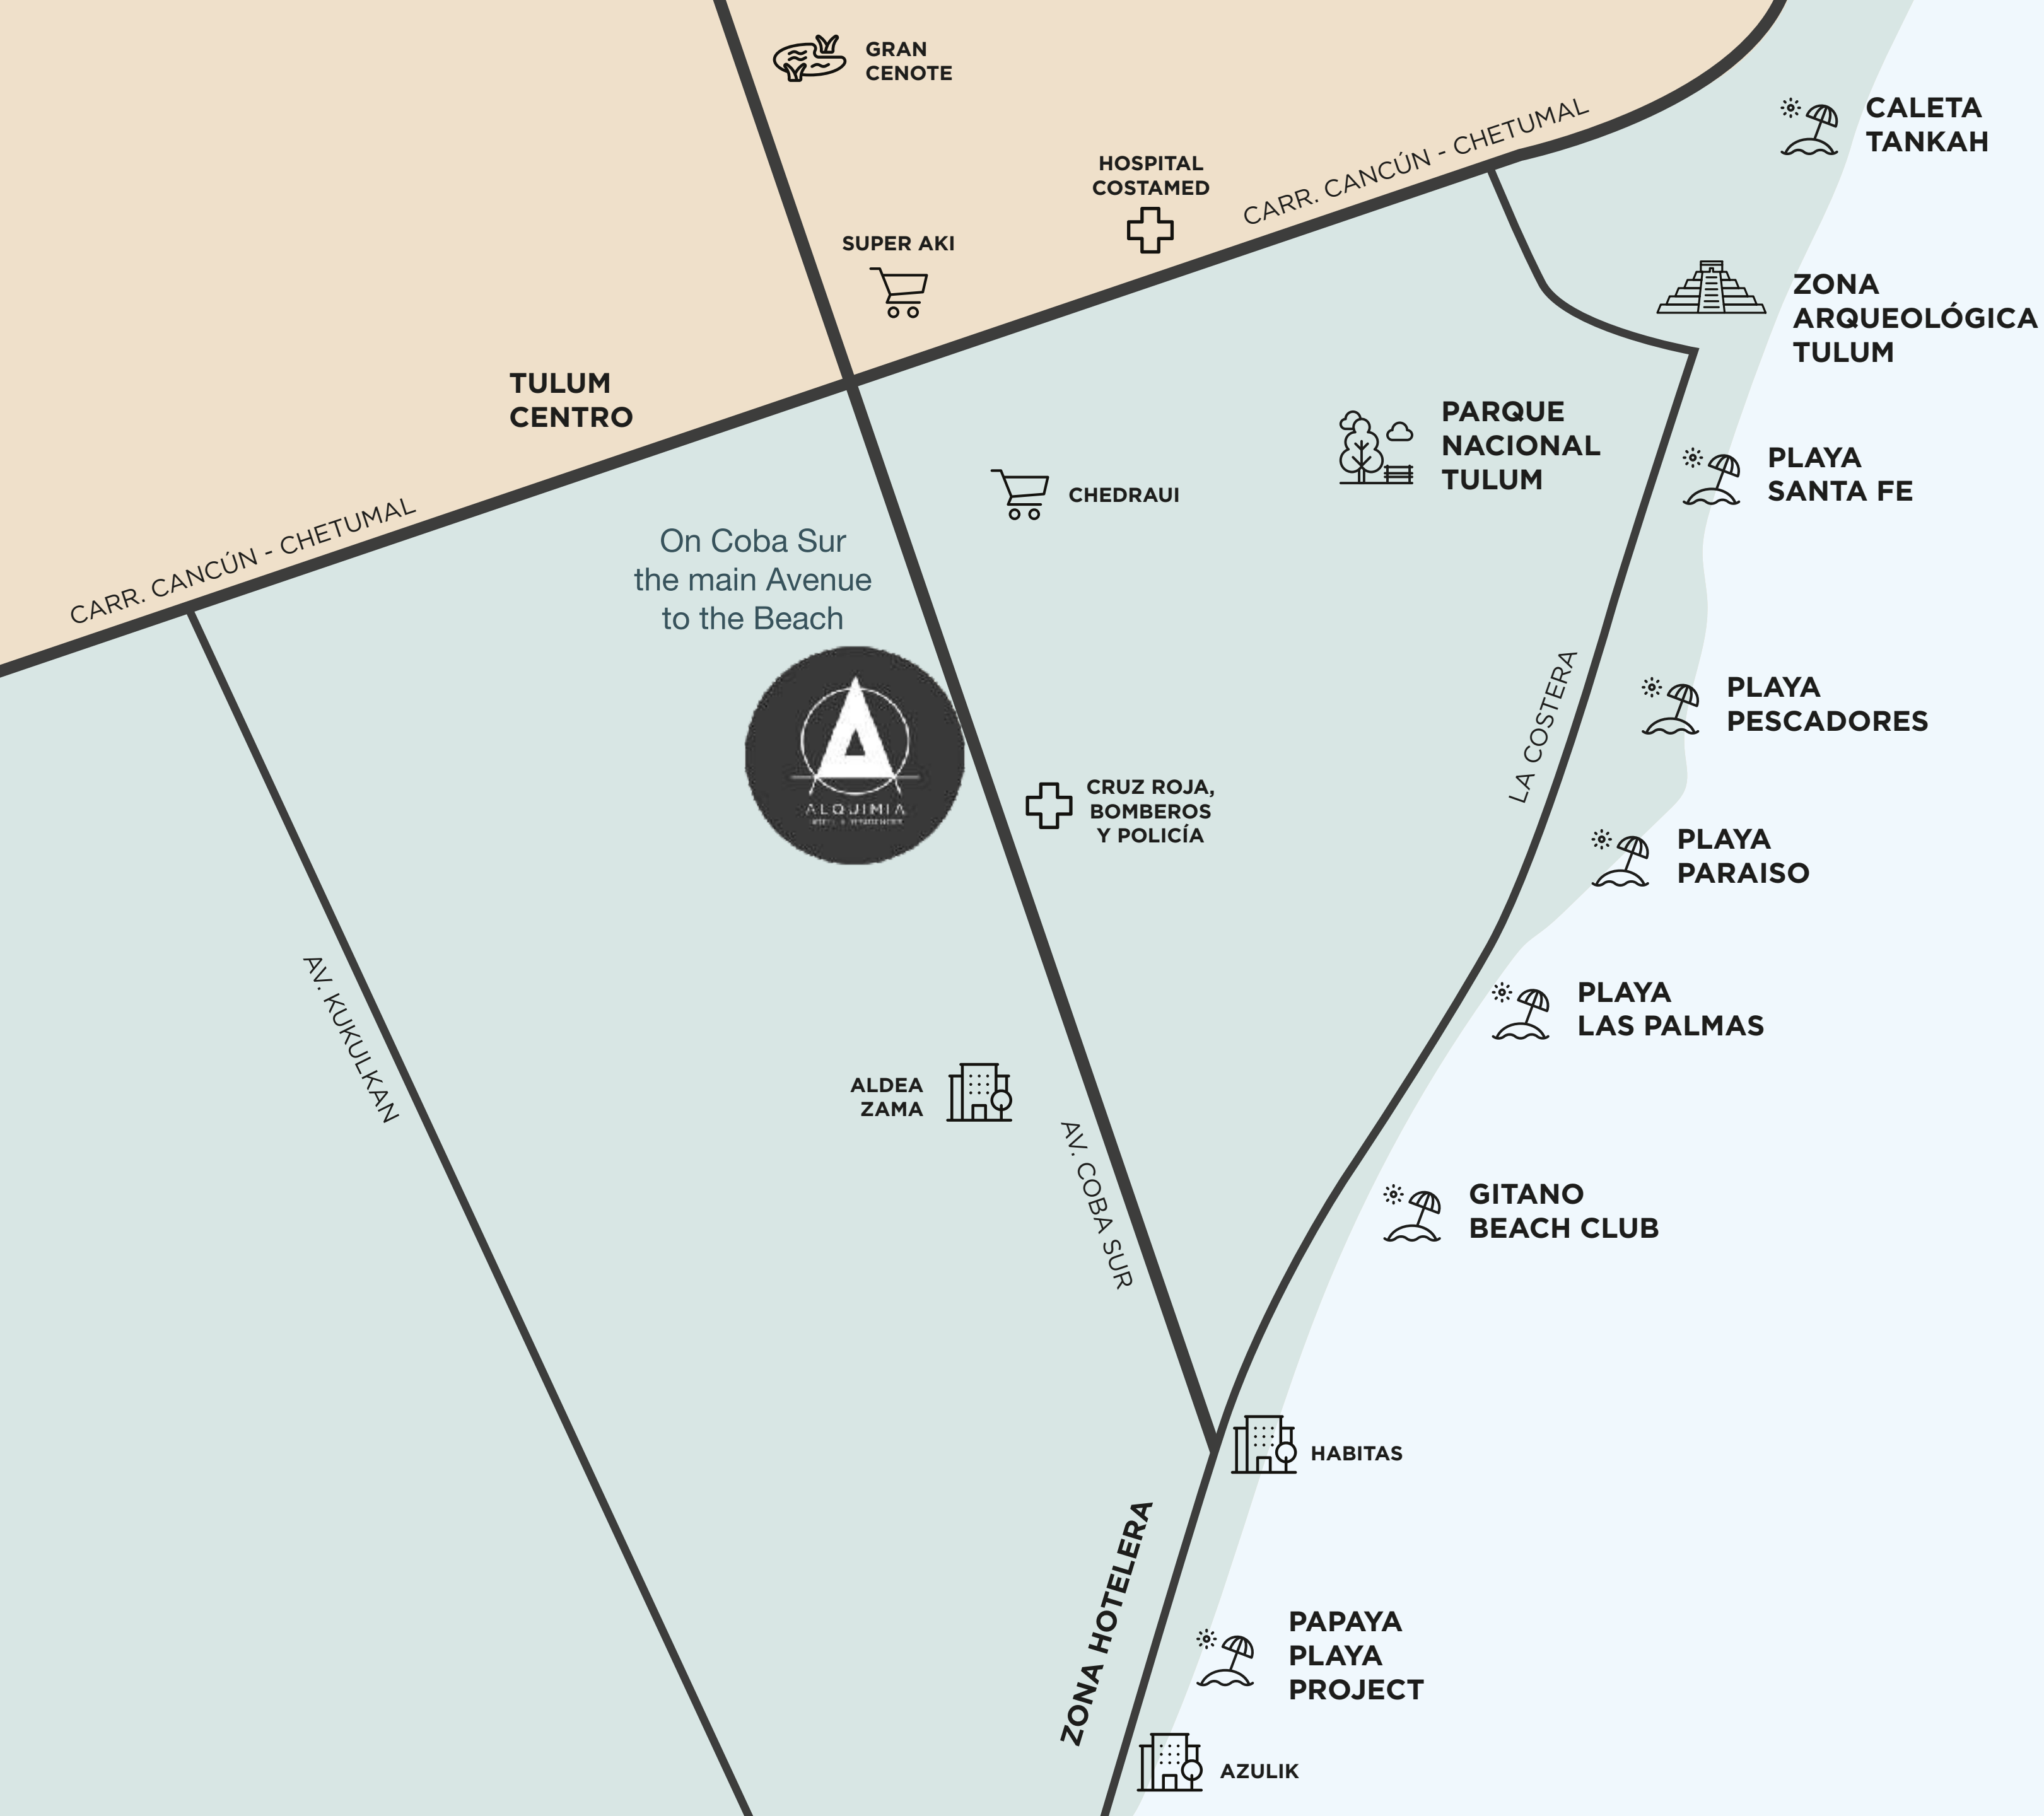 GRAN
CENOTE
CALETA
TANKAH
CARR. CANCÚN - CHETUMAL
HOSPITAL
COSTAMED
SUPER AKI
ZONA
ARQUEOLÓGICA
TULUM
TULUM
CENTRO
PARQUE
NACIONAL
TULUM
PLAYA
SANTA FE
CHEDRAUI
CARR. CANCÚN - CHETUMAL
On Coba Sur
the main Avenue
to the Beach
ALQUIMIA
PLAYA
PESCADORES
LA COSTERA
CRUZ ROJA,
BOMBEROS
Y POLICÍA
PLAYA
PARAISO
AV. KUKULKAN
PLAYA
LAS PALMAS
ALDEA
ZAMA
AV. COBA SUR
GITANO
BEACH CLUB
HABITAS
ZONA HOTELERA
PAPAYA
PLAYA
PROJECT
AZULIK